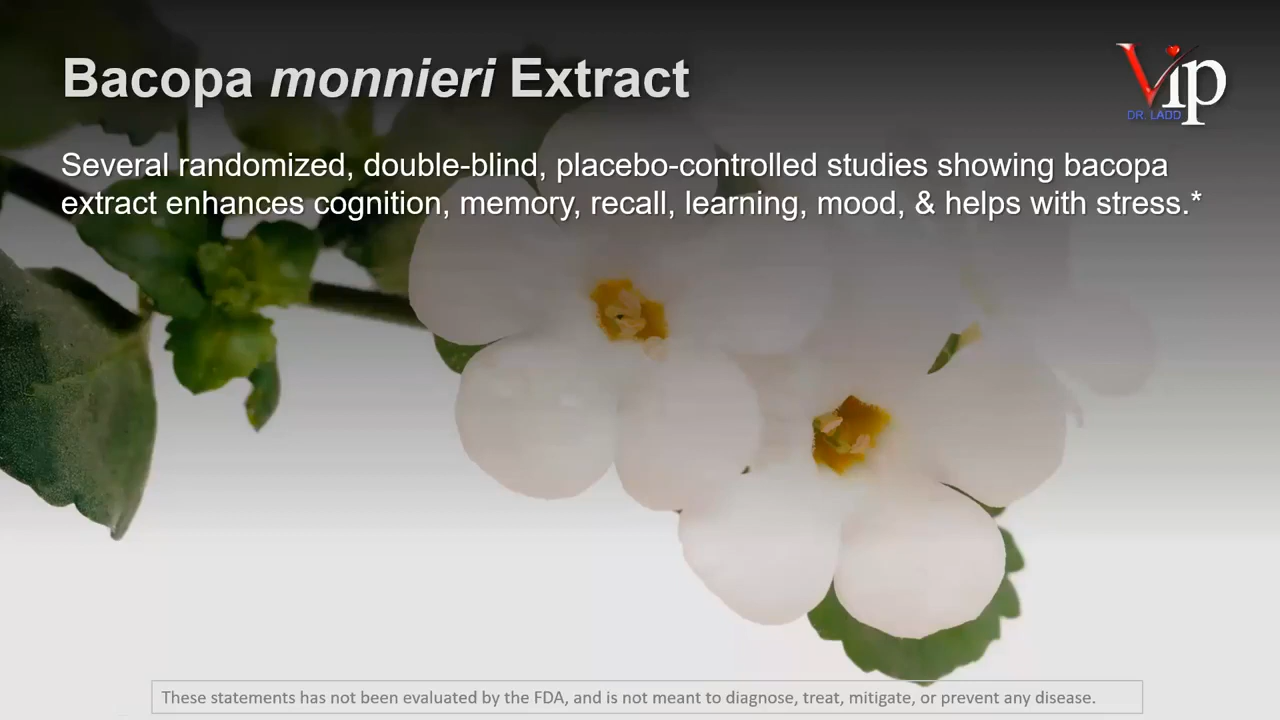 Bacopa monnieri Extract
Vip
DR. LADD
Several randomized, double-blind, placebo-controlled studies showing bacopa
extract enhances cognition, memory, recall, learning, mood, & helps with stress.*
These statements has not been evaluated by the FDA, and is not meant to diagnose, treat, mitigate, or prevent any disease.